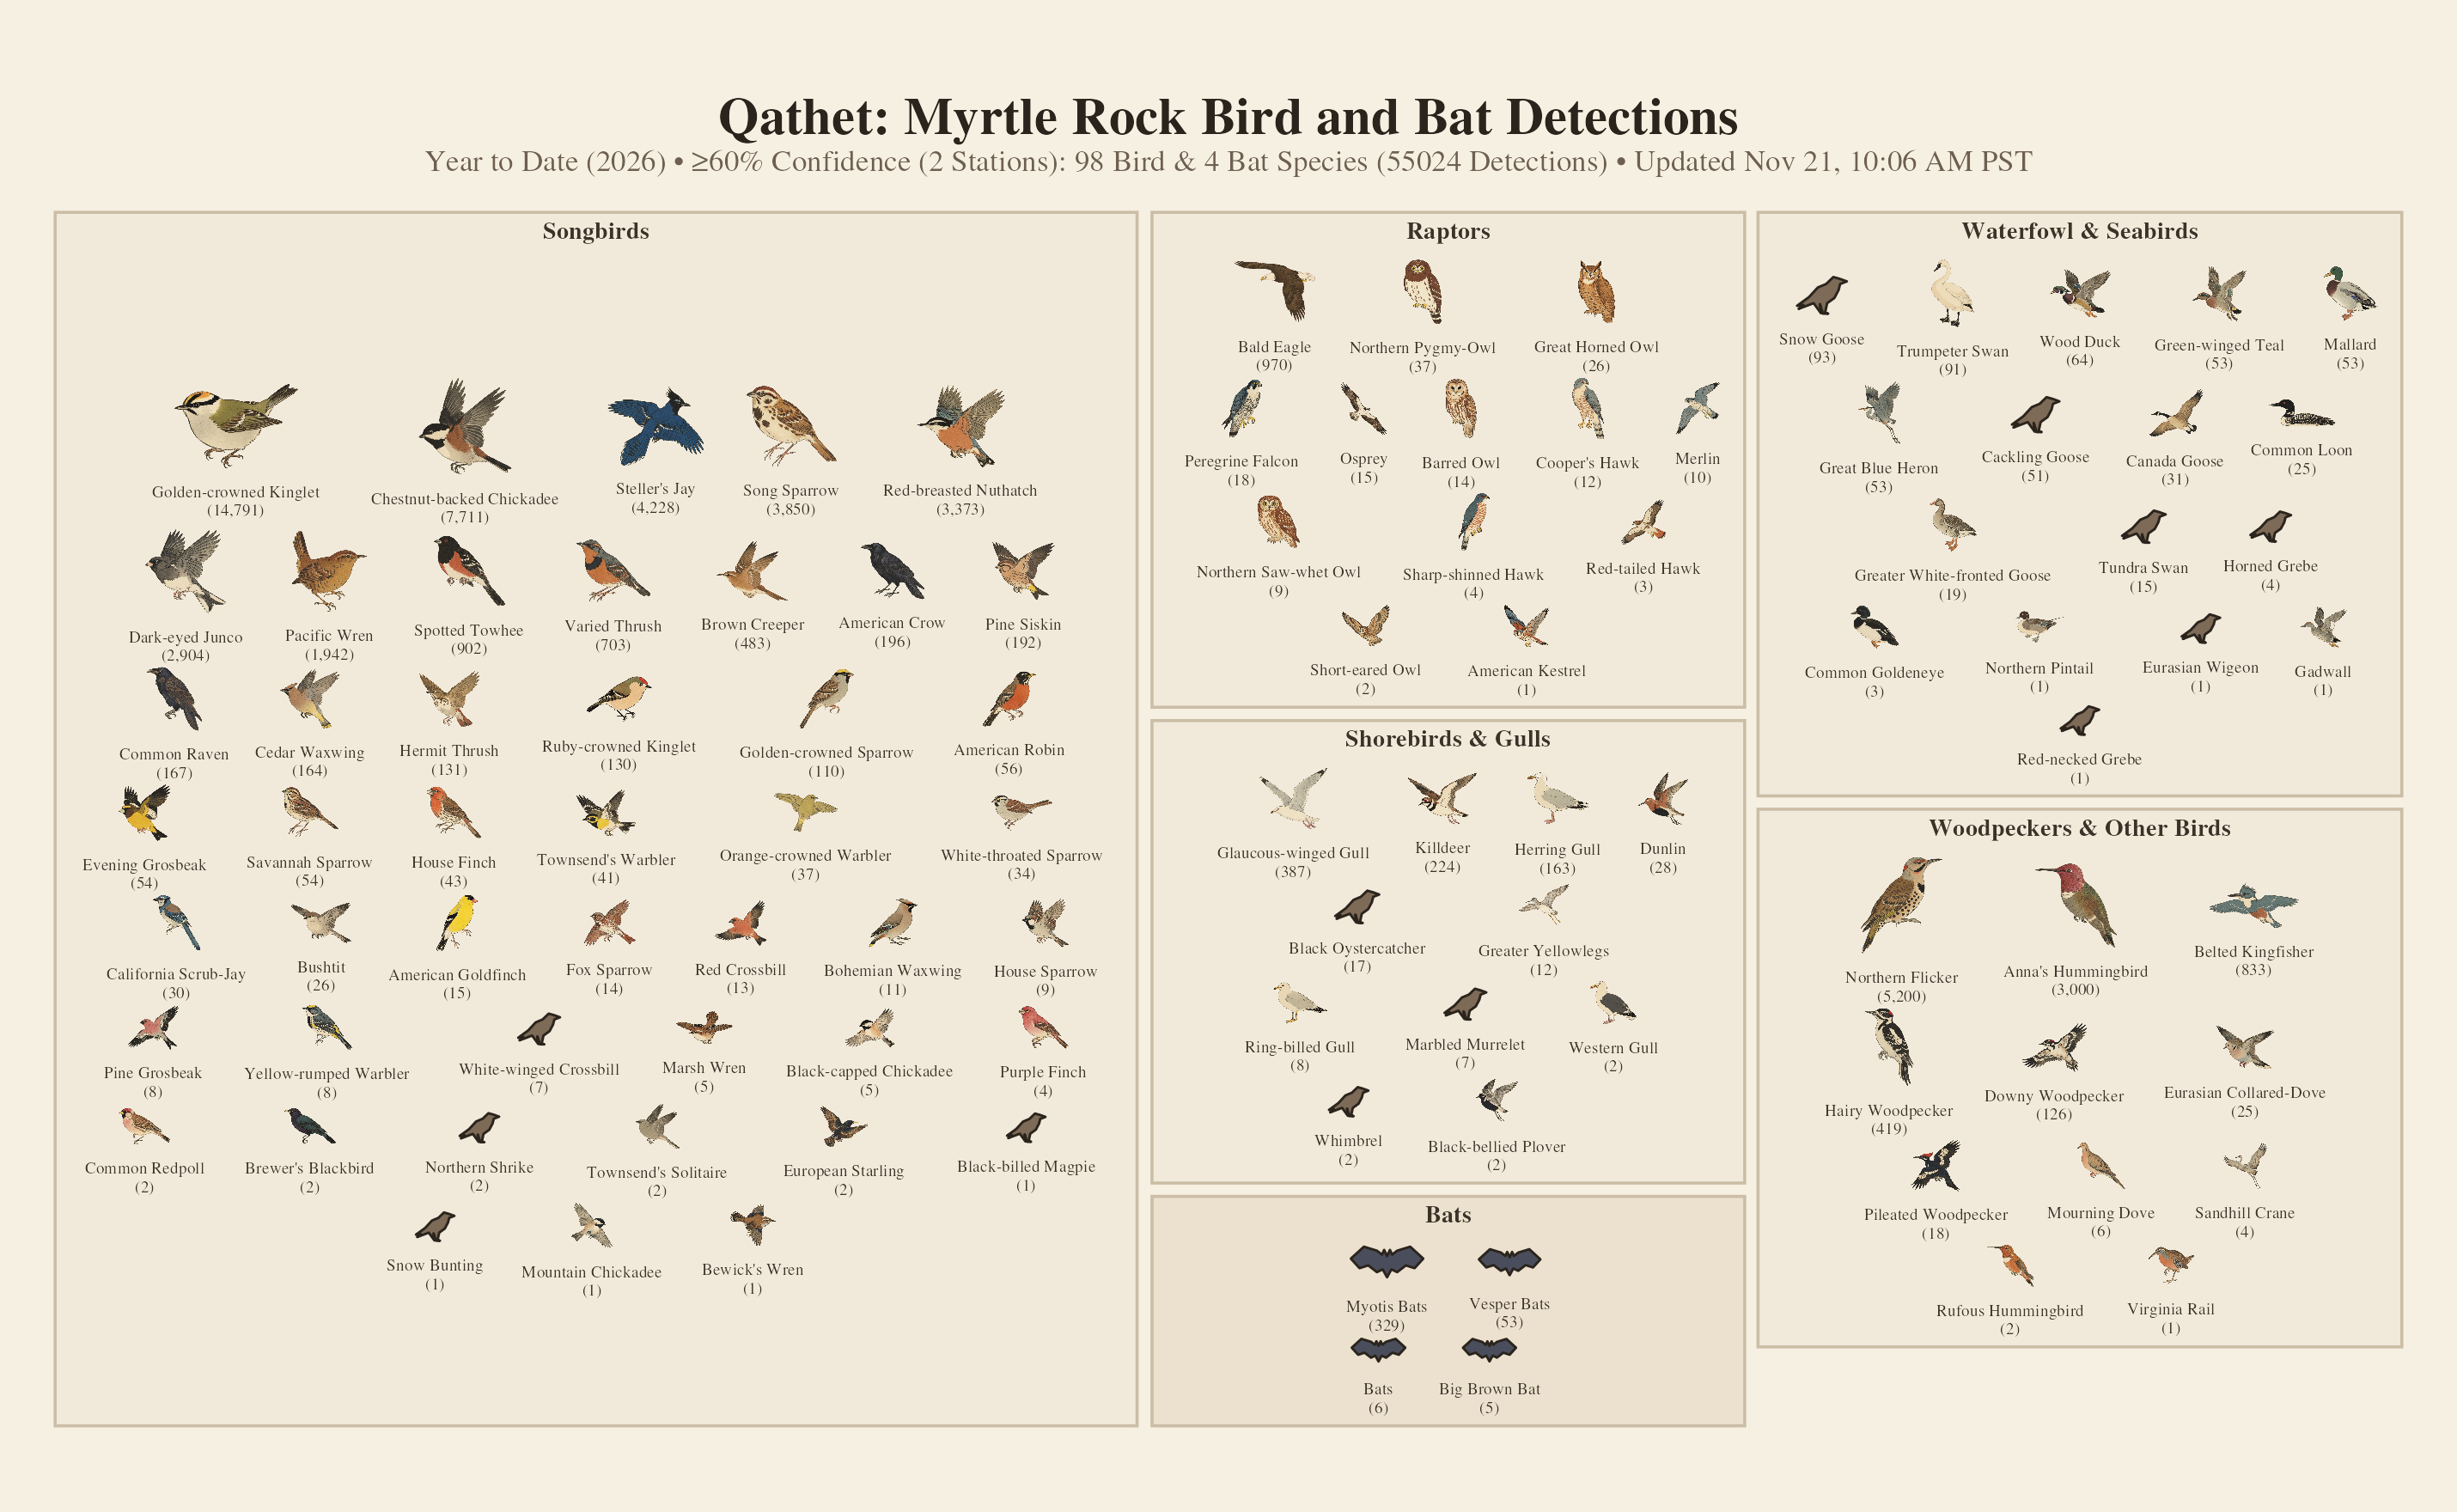 Qathet: Myrtle Rock Bird and Bat Detections
Year to Date (2026) • ≥60% Confidence (2 Stations): 98 Bird & 4 Bat Species (55024 Detections) • Updated Nov 21, 10:06 AM PST
Songbirds
Golden-crowned Kinglet
(14,791)
Chestnut-backed Chickadee
(7,711)
Steller's Jay
(4,228)
Song Sparrow
(3,850)
Red-breasted Nuthatch
(3,373)
Dark-eyed Junco
(2,904)
Pacific Wren
(1,942)
Spotted Towhee
(902)
Varied Thrush
(703)
Brown Creeper
(483)
American Crow
(196)
Pine Siskin
(192)
Common Raven
(167)
Cedar Waxwing
(164)
Hermit Thrush
(131)
Ruby-crowned Kinglet
(130)
Golden-crowned Sparrow
(110)
American Robin
(56)
Evening Grosbeak
(54)
Savannah Sparrow
(54)
House Finch
(43)
Townsend's Warbler
(41)
Orange-crowned Warbler
(37)
White-throated Sparrow
(34)
California Scrub-Jay
(30)
Bushtit
(26)
American Goldfinch
(15)
Fox Sparrow
(14)
Red Crossbill
(13)
Bohemian Waxwing
(11)
House Sparrow
(9)
Pine Grosbeak
(8)
Yellow-rumped Warbler
(8)
White-winged Crossbill
(7)
Marsh Wren
(5)
Black-capped Chickadee
(5)
Purple Finch
(4)
Common Redpoll
(2)
Brewer's Blackbird
(2)
Northern Shrike
(2)
Townsend's Solitaire
(2)
European Starling
(2)
Black-billed Magpie
(1)
Snow Bunting
(1)
Mountain Chickadee
(1)
Bewick's Wren
(1)
Raptors
Bald Eagle
(970)
Northern Pygmy-Owl
(37)
Great Horned Owl
(26)
Peregrine Falcon
(18)
Osprey
(15)
Barred Owl
(14)
Cooper's Hawk
(12)
Merlin
(10)
Northern Saw-whet Owl
(9)
Sharp-shinned Hawk
(4)
Red-tailed Hawk
(3)
Short-eared Owl
(2)
American Kestrel
(1)
Shorebirds & Gulls
Glaucous-winged Gull
(387)
Killdeer
(224)
Herring Gull
(163)
Dunlin
(28)
Black Oystercatcher
(17)
Greater Yellowlegs
(12)
Ring-billed Gull
(8)
Marbled Murrelet
(7)
Western Gull
(2)
Whimbrel
(2)
Black-bellied Plover
(2)
Bats
Myotis Bats
(329)
Vesper Bats
(53)
Bats
(6)
Big Brown Bat
(5)
Waterfowl & Seabirds
Snow Goose
(93)
Trumpeter Swan
(91)
Wood Duck
(64)
Green-winged Teal
(53)
Mallard
(53)
Great Blue Heron
(53)
Cackling Goose
(51)
Canada Goose
(31)
Common Loon
(25)
Greater White-fronted Goose
(19)
Tundra Swan
(15)
Horned Grebe
(4)
Common Goldeneye
(3)
Northern Pintail
(1)
Eurasian Wigeon
(1)
Gadwall
(1)
Red-necked Grebe
(1)
Woodpeckers & Other Birds
Northern Flicker
(5,200)
Anna's Hummingbird
(3,000)
Belted Kingfisher
(833)
Hairy Woodpecker
(419)
Downy Woodpecker
(126)
Eurasian Collared-Dove
(25)
Pileated Woodpecker
(18)
Mourning Dove
(6)
Sandhill Crane
(4)
Rufous Hummingbird
(2)
Virginia Rail
(1)